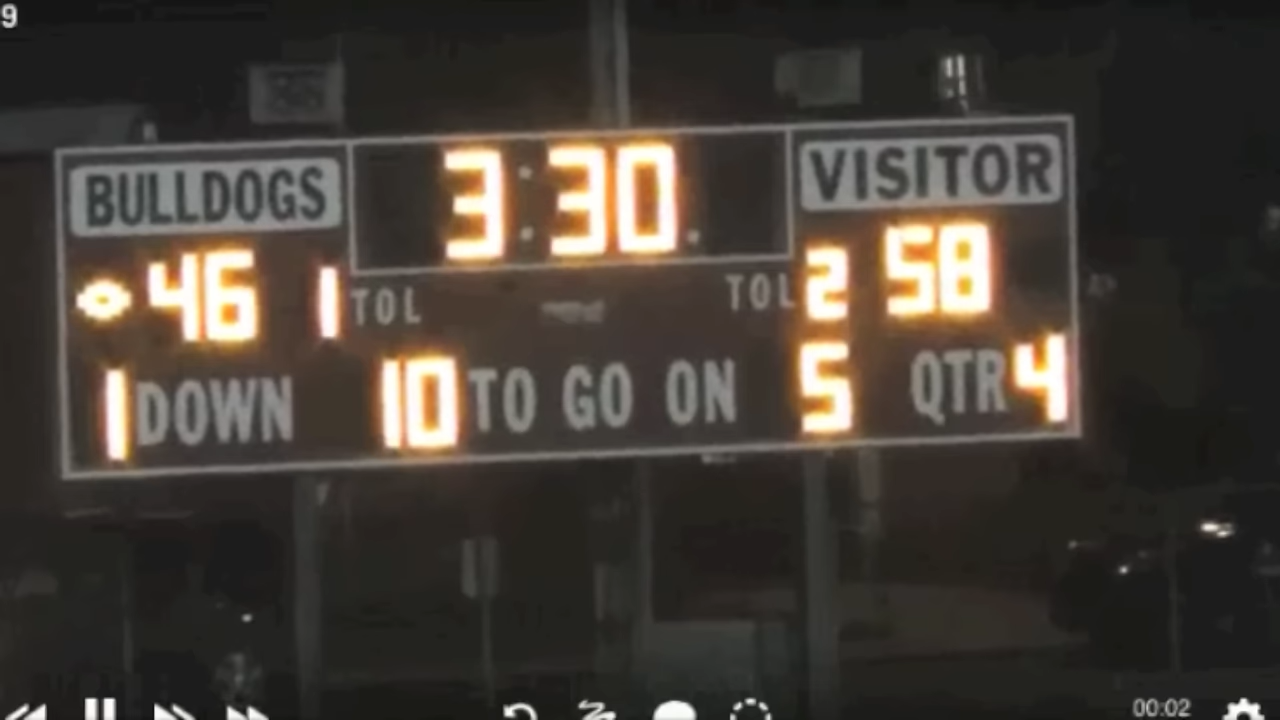 9
BULLDOGS 3:30 VISITOR
46 1 TOL TOL 2 58
1 DOWN 10 TO GO ON 5 QTR 4
00:02